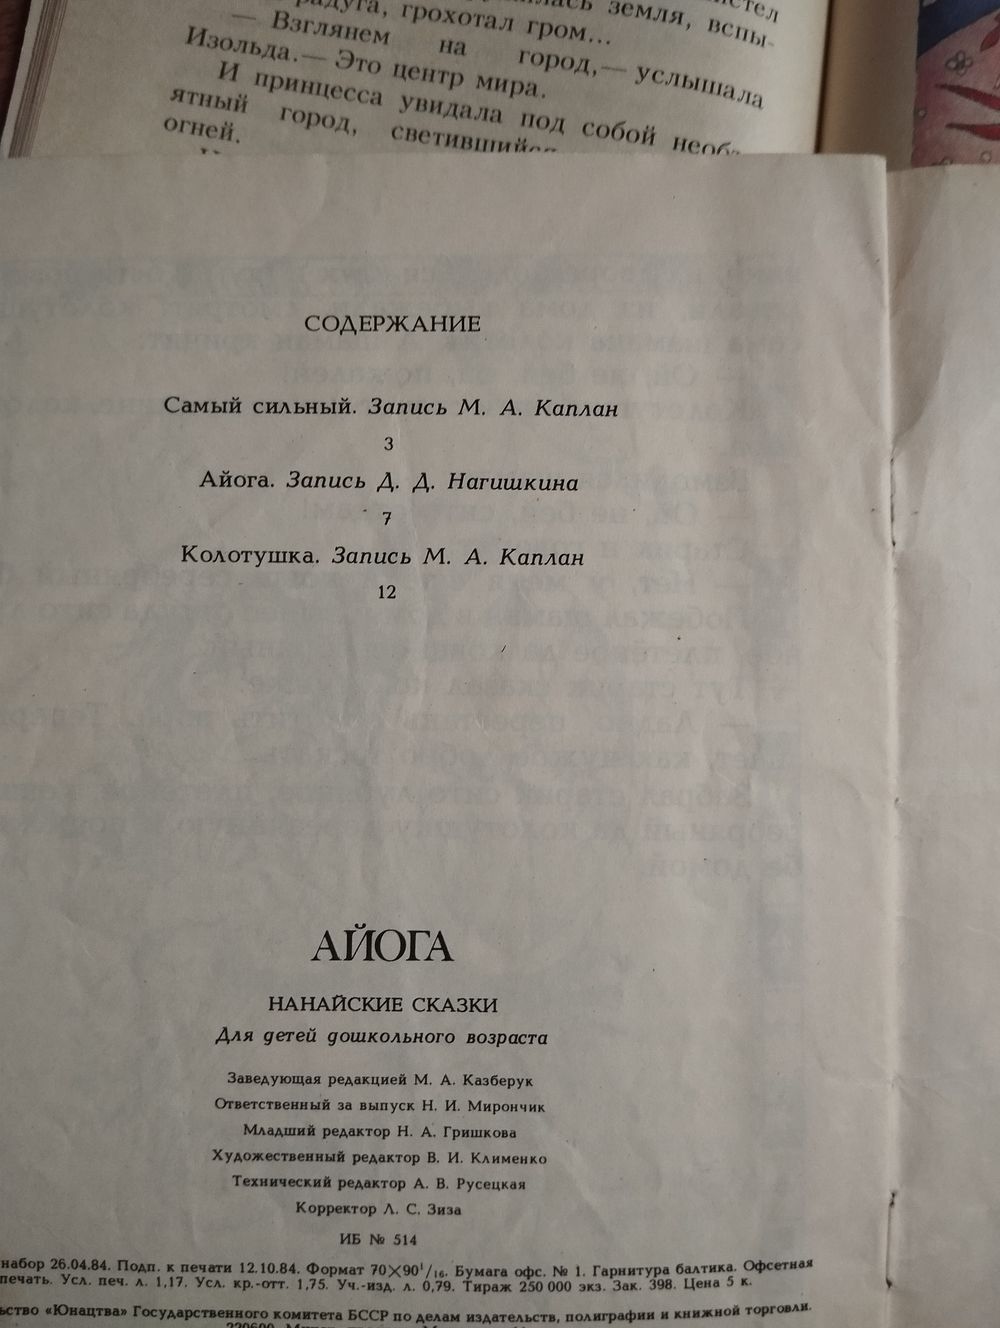 радуга, грохотал гром...
земля, вспы-
— Взглянем на город,— услышала
Изольда.— Это центр мира.
И принцесса увидала под собой необ
ятный город, светившийся
огней.
СОДЕРЖАНИЕ
Самый сильный. Запись М. А. Каплан
3
Айога. Запись Д. Д. Нагишкина
7
Колотушка. Запись М. А. Каплан
12
АЙОГА
НАНАЙСКИЕ СКАЗКИ
Для детей дошкольного возраста
Заведующая редакцией М. А. Казберук
Ответственный за выпуск Н. И. Мирончик
Младший редактор Н. А. Гришкова
Художественный редактор В. И. Клименко
Технический редактор А. В. Русецкая
Корректор Л. С. Зиза
ИБ № 514
набор 26.04.84. Подп. к печати 12.10.84. Формат 70×90¹/₁₆. Бумага офс. № 1. Гарнитура балтика. Офсетная
печать. Усл. печ. л. 1,17. Усл. кр.-отт. 1,75. Уч.-изд. л. 0,79. Тираж 250 000 экз. Зак. 398. Цена 5 к.
ьство «Юнацтва» Государственного комитета БССР по делам издательств, полиграфии и книжной торговли.